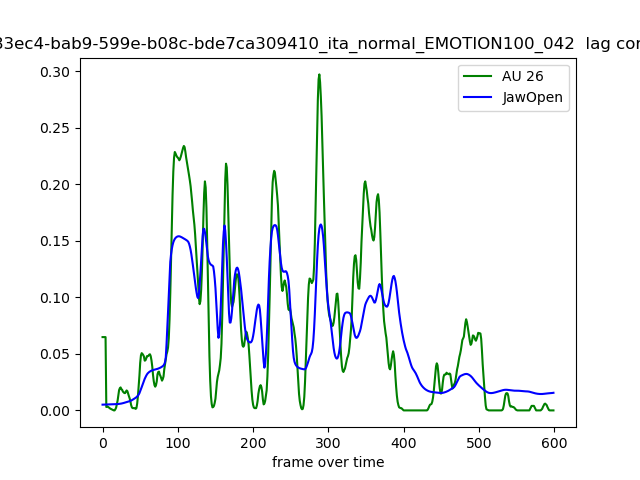 33ec4-bab9-599e-b08c-bde7ca309410_ita_normal_EMOTION100_042 lag cor
0.30
0.25
0.20
0.15
0.10
0.05
0.00
AU 26
JawOpen
0 100 200 300 400 500 600
frame over time